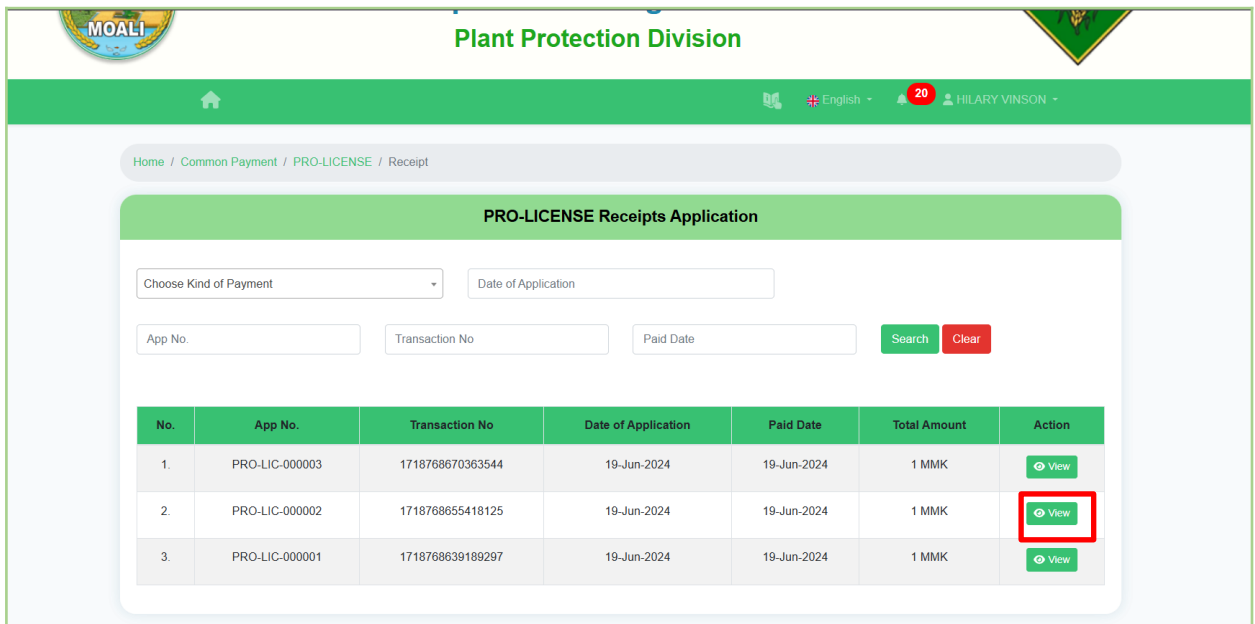 MOALI
Plant Protection Division
English
20
HILARY VINSON
Home / Common Payment / PRO-LICENSE / Receipt
PRO-LICENSE Receipts Application
Choose Kind of Payment
Date of Application
App No.
Transaction No
Paid Date
Search
Clear
No. App No. Transaction No Date of Application Paid Date Total Amount Action
1. PRO-LIC-000003 1718768670363544 19-Jun-2024 19-Jun-2024 1 MMK View
2. PRO-LIC-000002 1718768655418125 19-Jun-2024 19-Jun-2024 1 MMK View
3. PRO-LIC-000001 1718768639189297 19-Jun-2024 19-Jun-2024 1 MMK View